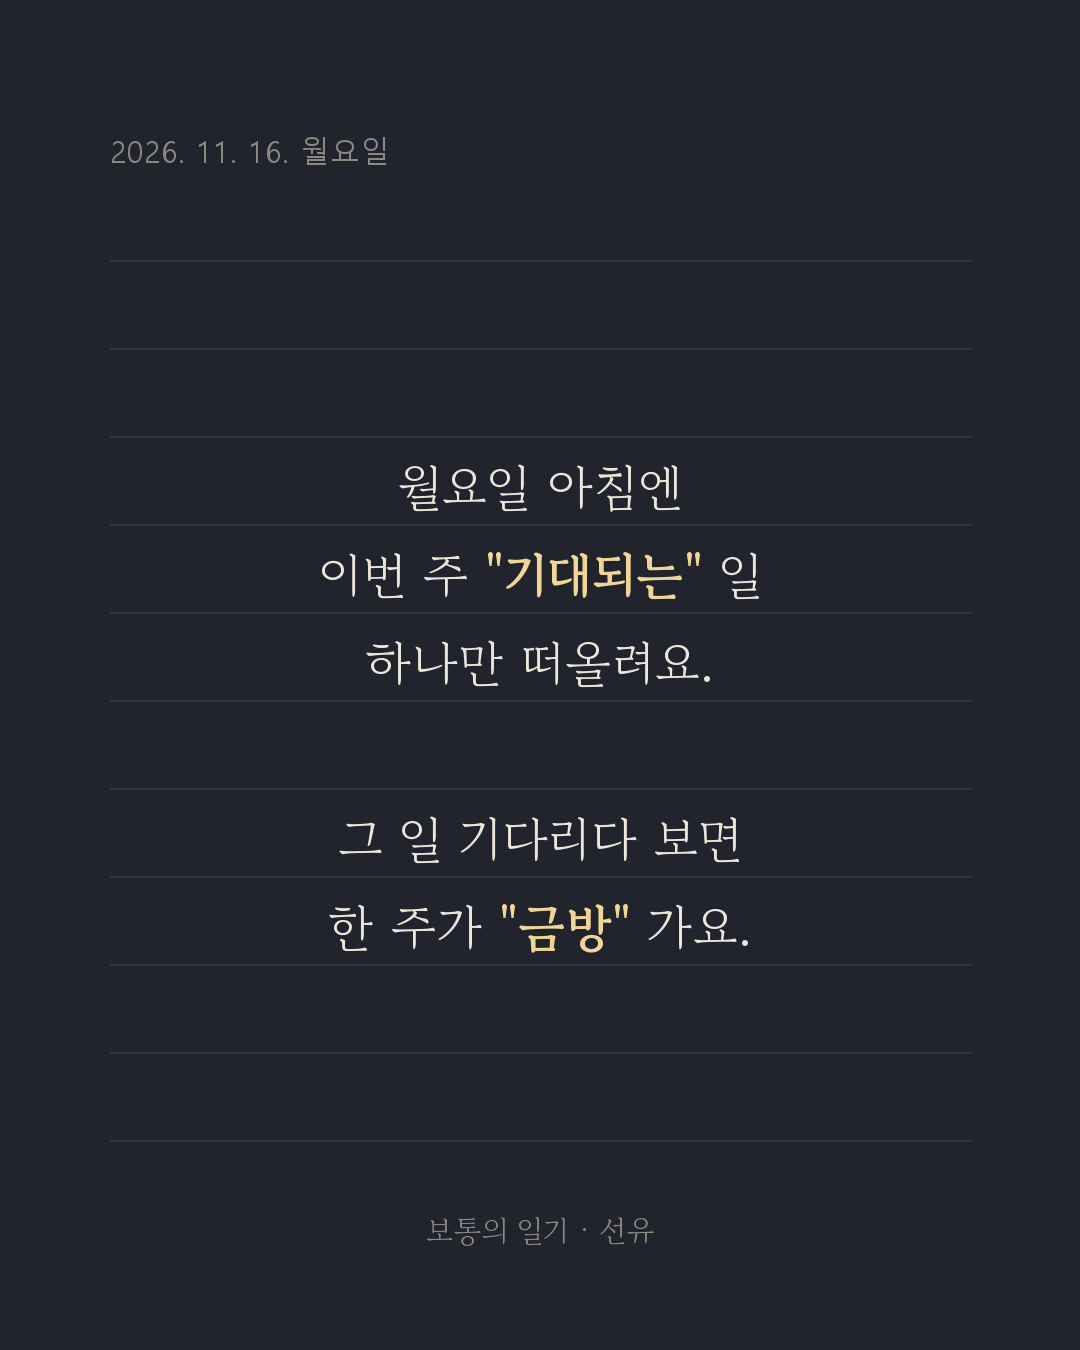 2026. 11. 16. 월요일
월요일 아침엔
이번 주 "기대되는" 일
하나만 떠올려요.
그 일 기다리다 보면
한 주가 "금방" 가요.
보통의 일기 · 선유